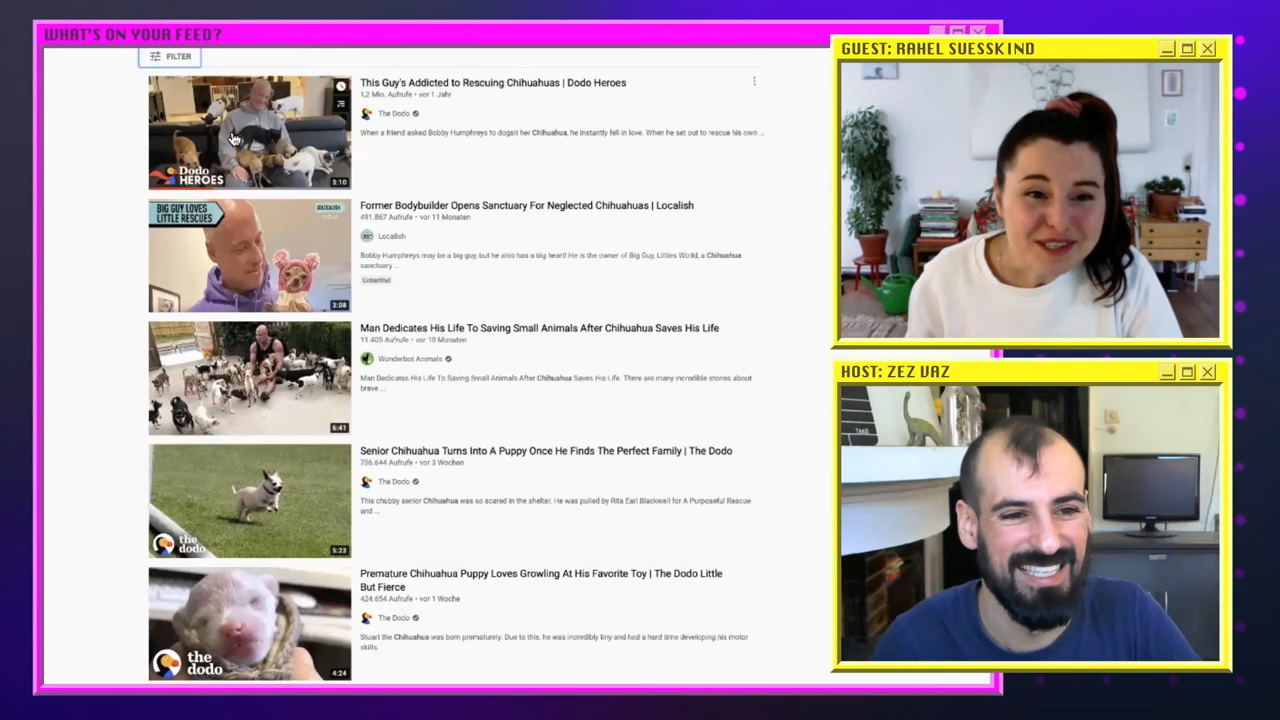 WHAT'S ON YOUR FEED?
FILTER
This Guy's Addicted to Rescuing Chihuahuas | Dodo Heroes
1,2 Mio. Aufrufe • vor 1 Jahr
The Dodo
When a friend asked Bobby Humphreys to dogsit her Chihuahua, he instantly fell in love. When he set out to rescue his own ...
Dodo
HEROES
3:10
BIG GUY LOVES
LITTLE RESCUES
#LOCALISH
Former Bodybuilder Opens Sanctuary For Neglected Chihuahuas | Localish
491.867 Aufrufe • vor 11 Monaten
Localish
Bobby Humphreys may be a big guy, but he also has a big heart! He is the owner of Big Guy, Littles World, a Chihuahua
sanctuary ...
Untertitel
3:08
Man Dedicates His Life To Saving Small Animals After Chihuahua Saves His Life
11.405 Aufrufe • vor 10 Monaten
Wonderbot Animals
Man Dedicates His Life To Saving Small Animals After Chihuahua Saves His Life. There are many incredible stories about
brave ...
6:41
Senior Chihuahua Turns Into A Puppy Once He Finds The Perfect Family | The Dodo
756.644 Aufrufe • vor 3 Wochen
The Dodo
This chubby senior Chihuahua was so scared in the shelter. He was pulled by Rita Earl Blackwell for A Purposeful Rescue
and ...
the
dodo
5:23
Premature Chihuahua Puppy Loves Growling At His Favorite Toy | The Dodo Little
But Fierce
424.654 Aufrufe • vor 1 Woche
The Dodo
Stuart the Chihuahua was born prematurely. Due to this, he was incredibly tiny and had a hard time developing his motor
skills.
the
dodo
4:24
GUEST: RAHEL SUESSKIND
HOST: ZEZ VAZ
TAKE